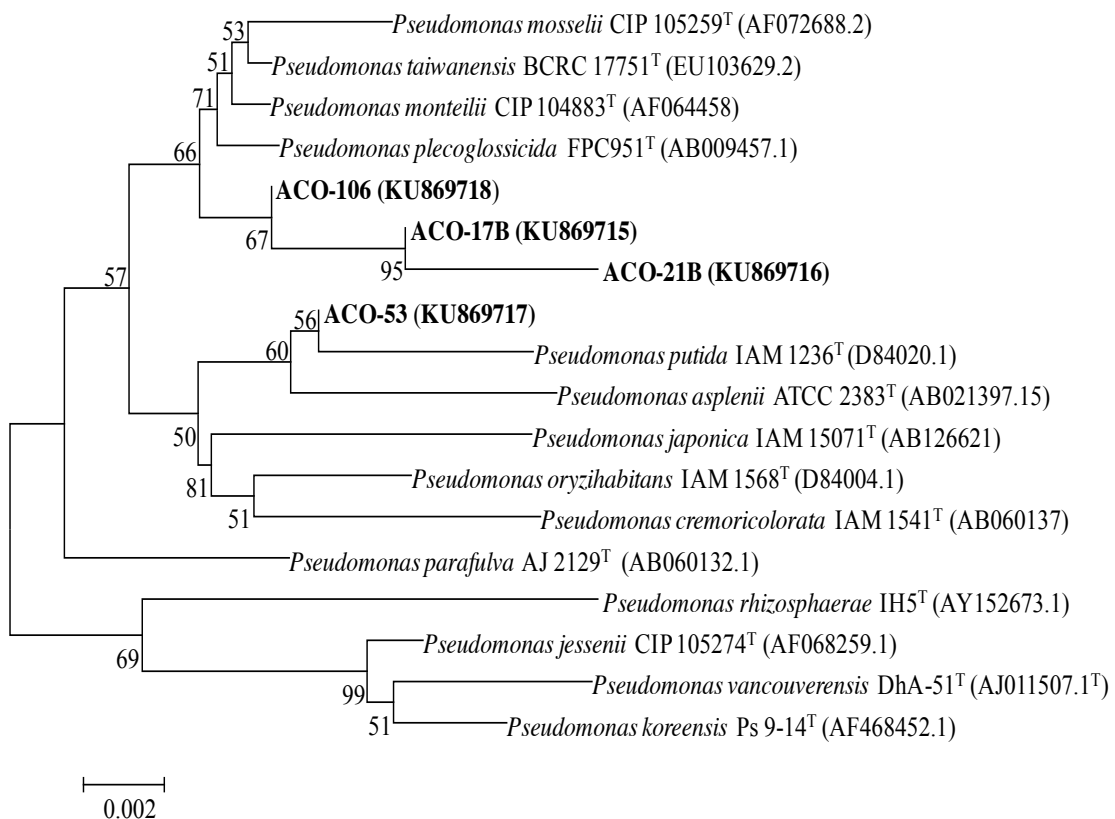 Pseudomonas mosselii CIP 105259ᵀ (AF072688.2)
53
Pseudomonas taiwanensis BCRC 17751ᵀ (EU103629.2)
51
Pseudomonas monteilii CIP 104883ᵀ (AF064458)
71
Pseudomonas plecoglossicida FPC951ᵀ (AB009457.1)
66
ACO-106 (KU869718)
67
ACO-17B (KU869715)
95
ACO-21B (KU869716)
57
ACO-53 (KU869717)
56
Pseudomonas putida IAM 1236ᵀ (D84020.1)
60
Pseudomonas asplenii ATCC 2383ᵀ (AB021397.15)
50
Pseudomonas japonica IAM 15071ᵀ (AB126621)
81
Pseudomonas oryzihabitans IAM 1568ᵀ (D84004.1)
51
Pseudomonas cremoricolorata IAM 1541ᵀ (AB060137)
Pseudomonas parafulva AJ 2129ᵀ (AB060132.1)
Pseudomonas rhizosphaerae IH5ᵀ (AY152673.1)
69
Pseudomonas jessenii CIP 105274ᵀ (AF068259.1)
99
Pseudomonas vancouverensis DhA-51ᵀ (AJ011507.1ᵀ)
51
Pseudomonas koreensis Ps 9-14ᵀ (AF468452.1)
0.002